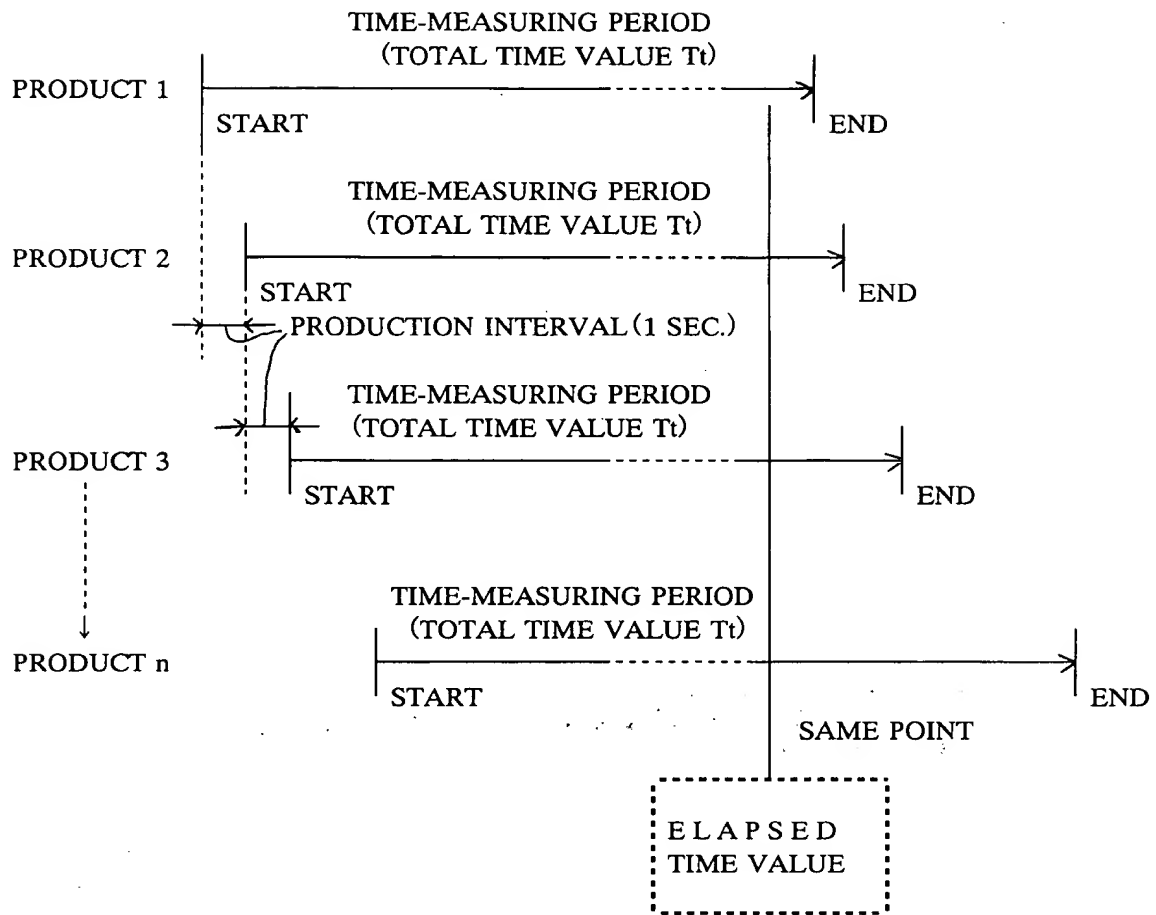 TIME-MEASURING PERIOD
(TOTAL TIME VALUE Tt)
PRODUCT 1
START
END
TIME-MEASURING PERIOD
(TOTAL TIME VALUE Tt)
PRODUCT 2
START
END
PRODUCTION INTERVAL (1 SEC.)
TIME-MEASURING PERIOD
(TOTAL TIME VALUE Tt)
PRODUCT 3
START
END
TIME-MEASURING PERIOD
(TOTAL TIME VALUE Tt)
PRODUCT n
START
END
SAME POINT
ELAPSED
TIME VALUE